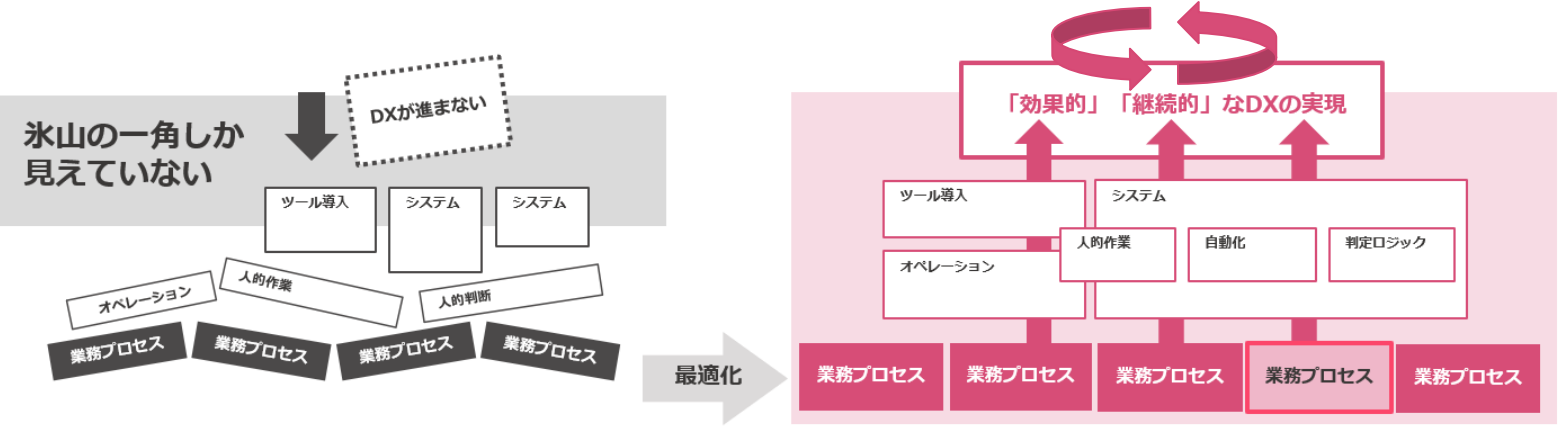 氷山の一角しか
見えていない
DXが進まない
ツール導入
システム
システム
オペレーション
人的作業
人的判断
業務プロセス
業務プロセス
業務プロセス
業務プロセス
最適化
「効果的」「継続的」なDXの実現
ツール導入
システム
人的作業
自動化
判定ロジック
オペレーション
業務プロセス
業務プロセス
業務プロセス
業務プロセス
業務プロセス